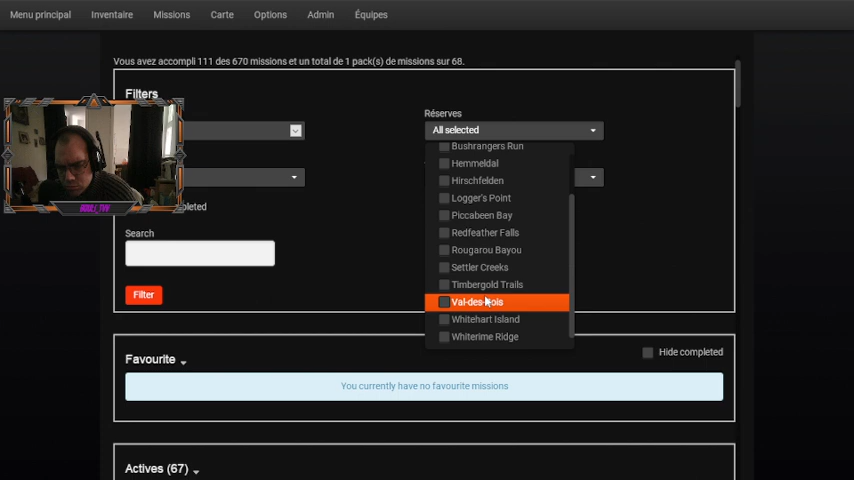 Menu principal
Inventaire
Missions
Carte
Options
Admin
Équipes
Vous avez accompli 111 des 670 missions et un total de 1 pack(s) de missions sur 68.
Filters
Réserves
All selected
Bushrangers Run
Hemmeldal
Hirschfelden
Logger's Point
Piccabeen Bay
Redfeather Falls
Rougarou Bayou
Settler Creeks
Timbergold Trails
Val-des-Bois
Whitehart Island
Whiterime Ridge
Search
Filter
Favourite
Hide completed
You currently have no favourite missions
Actives (67)